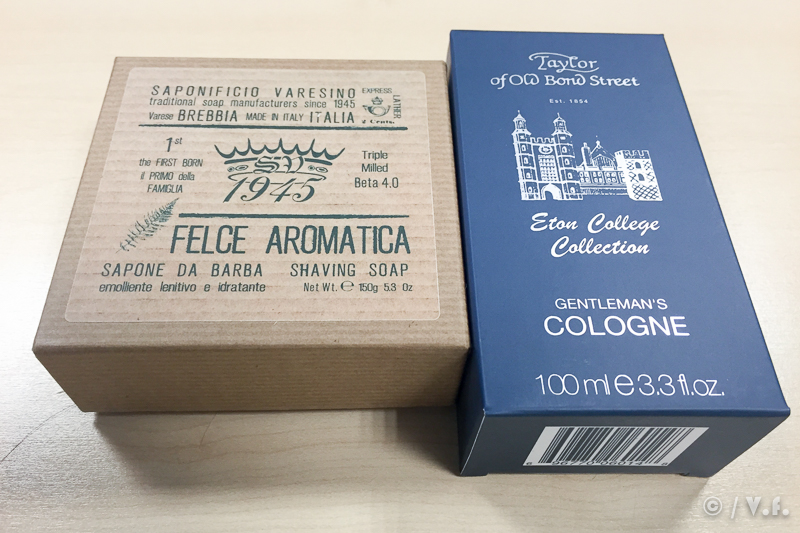 SAPONIFICIO VARESINO
traditional soap manufacturers since 1945
Varese BREBBIA MADE IN ITALY ITALIA
EXPRESS
LATHER
2 Cents.
1st
the FIRST BORN
il PRIMO della
FAMIGLIA
SV
1945
Triple
Milled
Beta 4.0
FELCE AROMATICA
SAPONE DA BARBA SHAVING SOAP
emolliente lenitivo e idratante Net Wt. ℮ 150g 5.3 Oz
Taylor
of Old Bond Street
Est. 1854
Eton College
Collection
GENTLEMAN'S
COLOGNE
100 ml ℮ 3.3 fl.oz.
© / V.f.